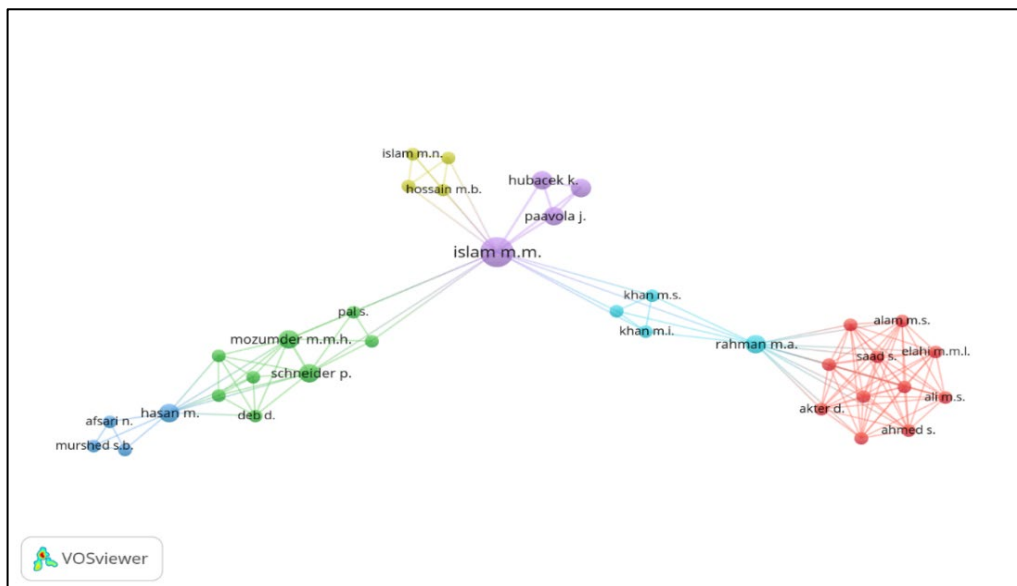 islam m.n.
hossain m.b.
hubacek k.
paavola j.
islam m.m.
khan m.s.
khan m.i.
rahman m.a.
alam m.s.
saad s.
elahi m.m.l.
ali m.s.
akter d.
ahmed s.
pal s.
mozumder m.m.h.
schneider p.
deb d.
hasan m.
afsari n.
murshed s.b.
VOSviewer